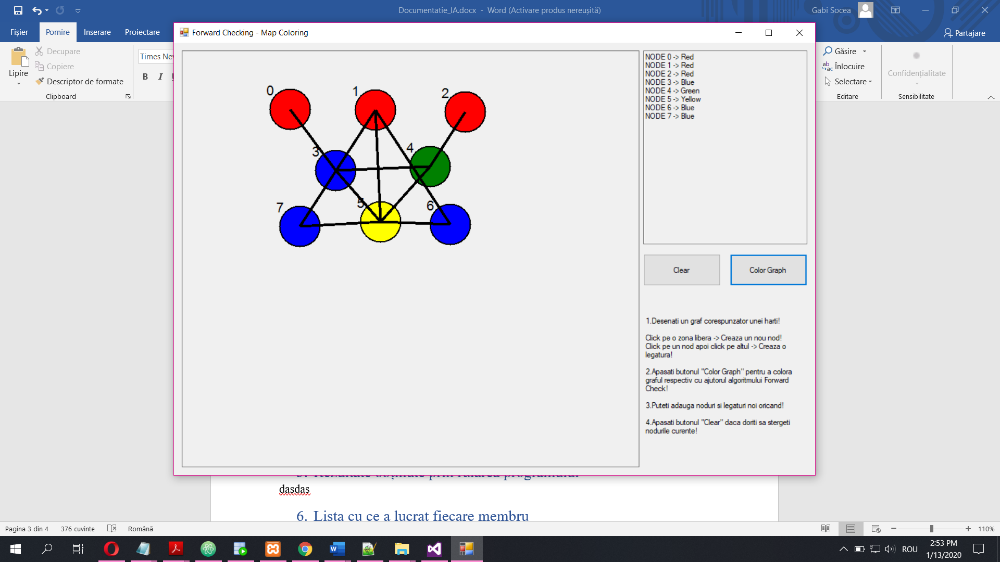 Documentatie_IA.docx - Word (Activare produs nereușită)
Gabi Socea
Fișier
Pornire
Inserare
Proiectare
Partajare
Forward Checking - Map Coloring
Lipire
Decupare
Copiere
Descriptor de formate
Clipboard
Times Ne
B I
Găsire
Înlocuire
Selectare
Editare
Confidențialitate
Sensibilitate
0
1
2
3
4
7
5
6
NODE 0 -> Red
NODE 1 -> Red
NODE 2 -> Red
NODE 3 -> Blue
NODE 4 -> Green
NODE 5 -> Yellow
NODE 6 -> Blue
NODE 7 -> Blue
Clear
Color Graph
1.Desenati un graf corespunzator unei harti!
Click pe o zona libera -> Creaza un nou nod!
Click pe un nod apoi click pe altul -> Creaza o
legatura!
2.Apasati butonul "Color Graph" pentru a colora
graful respectiv cu ajutorul algoritmului Forward
Check!
3.Puteti adauga noduri si legaturi noi oricand!
4.Apasati butonul "Clear" daca doriti sa stergeti
nodurile curente!
5. Rezultate obținute prin rularea programului
dasdas
6. Lista cu ce a lucrat fiecare membru
Pagina 3 din 4
376 cuvinte
Română
110%
ROU
2:53 PM
1/13/2020